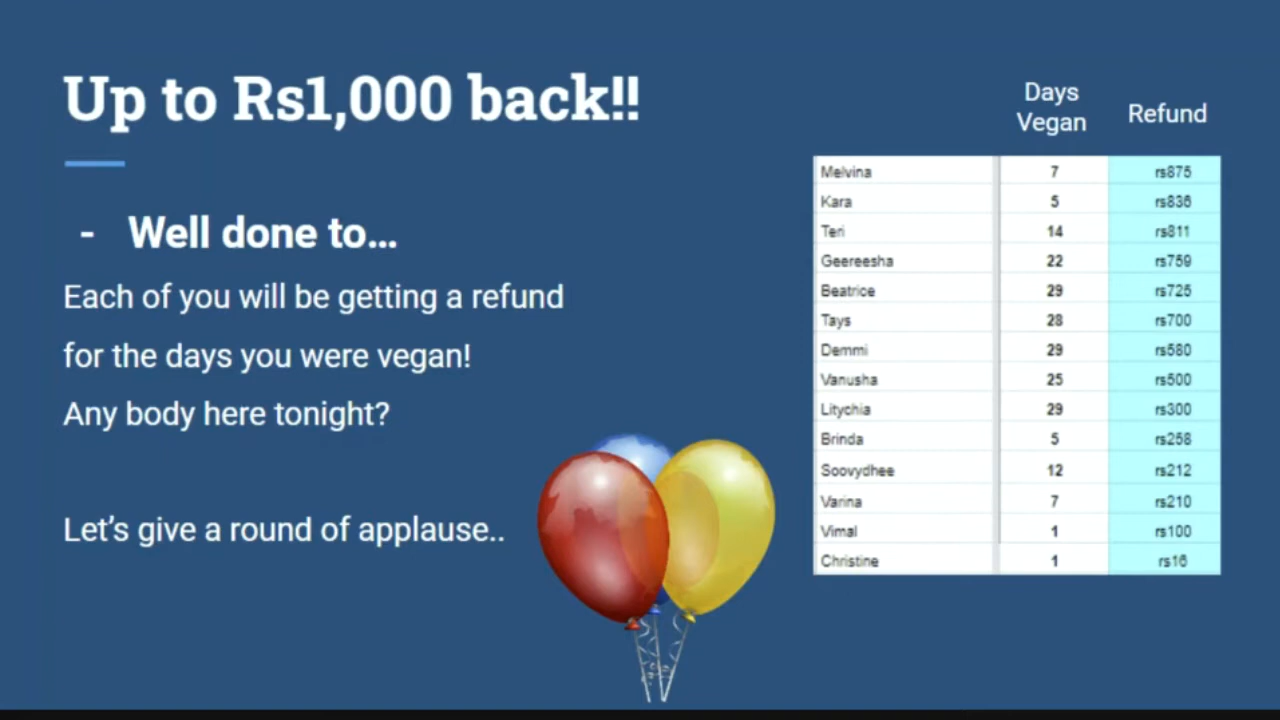 Up to Rs1,000 back!!
- Well done to...
Each of you will be getting a refund
for the days you were vegan!
Any body here tonight?
Let's give a round of applause..
Days
Vegan
Refund
Melvina 7 rs875
Kara 5 rs836
Teri 14 rs811
Geereesha 22 rs759
Beatrice 29 rs725
Tays 28 rs700
Demmi 29 rs580
Vanusha 25 rs500
Litychia 29 rs300
Brinda 5 rs258
Soovydhee 12 rs212
Varina 7 rs210
Vimal 1 rs100
Christine 1 rs16